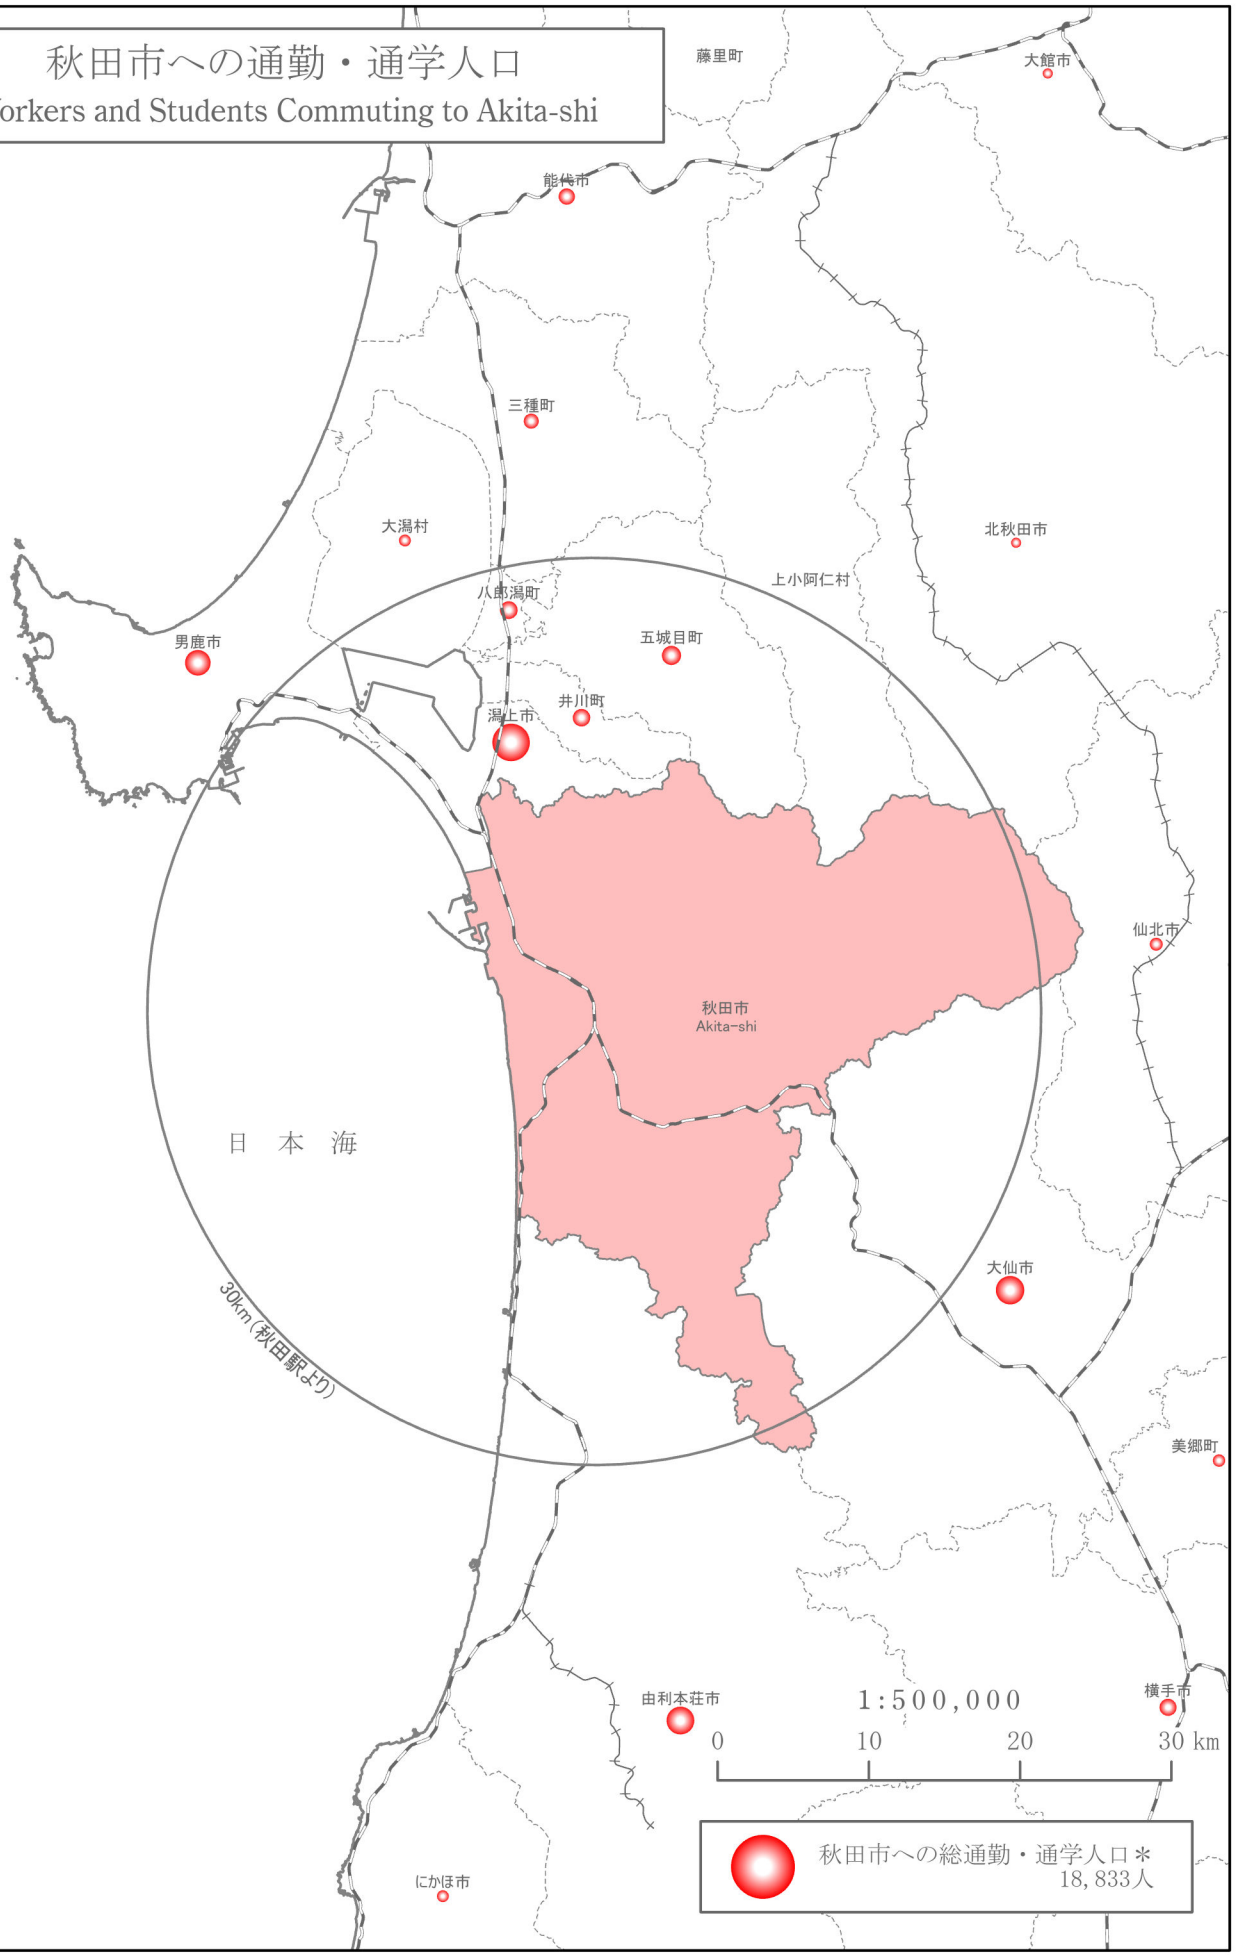 秋田市への通勤・通学人口
orkers and Students Commuting to Akita-shi
藤里町
大館市
能代市
三種町
大潟村
北秋田市
上小阿仁村
八郎潟町
五城目町
男鹿市
井川町
潟上市
仙北市
秋田市
Akita-shi
日 本 海
大仙市
30km(秋田駅より)
美郷町
由利本荘市
横手市
1:500,000
0 10 20 30 km
秋田市への総通勤・通学人口*
18,833人
にかほ市